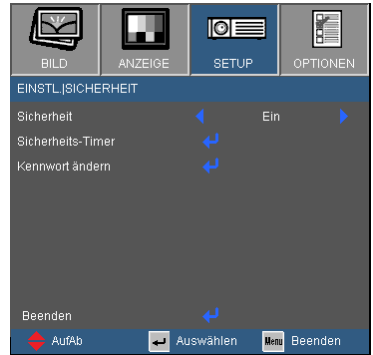 BILD ANZEIGE SETUP OPTIONEN
EINSTL.|SICHERHEIT
Sicherheit Ein
Sicherheits-Timer
Kennwort ändern
Beenden
AufAb Auswählen Menu Beenden